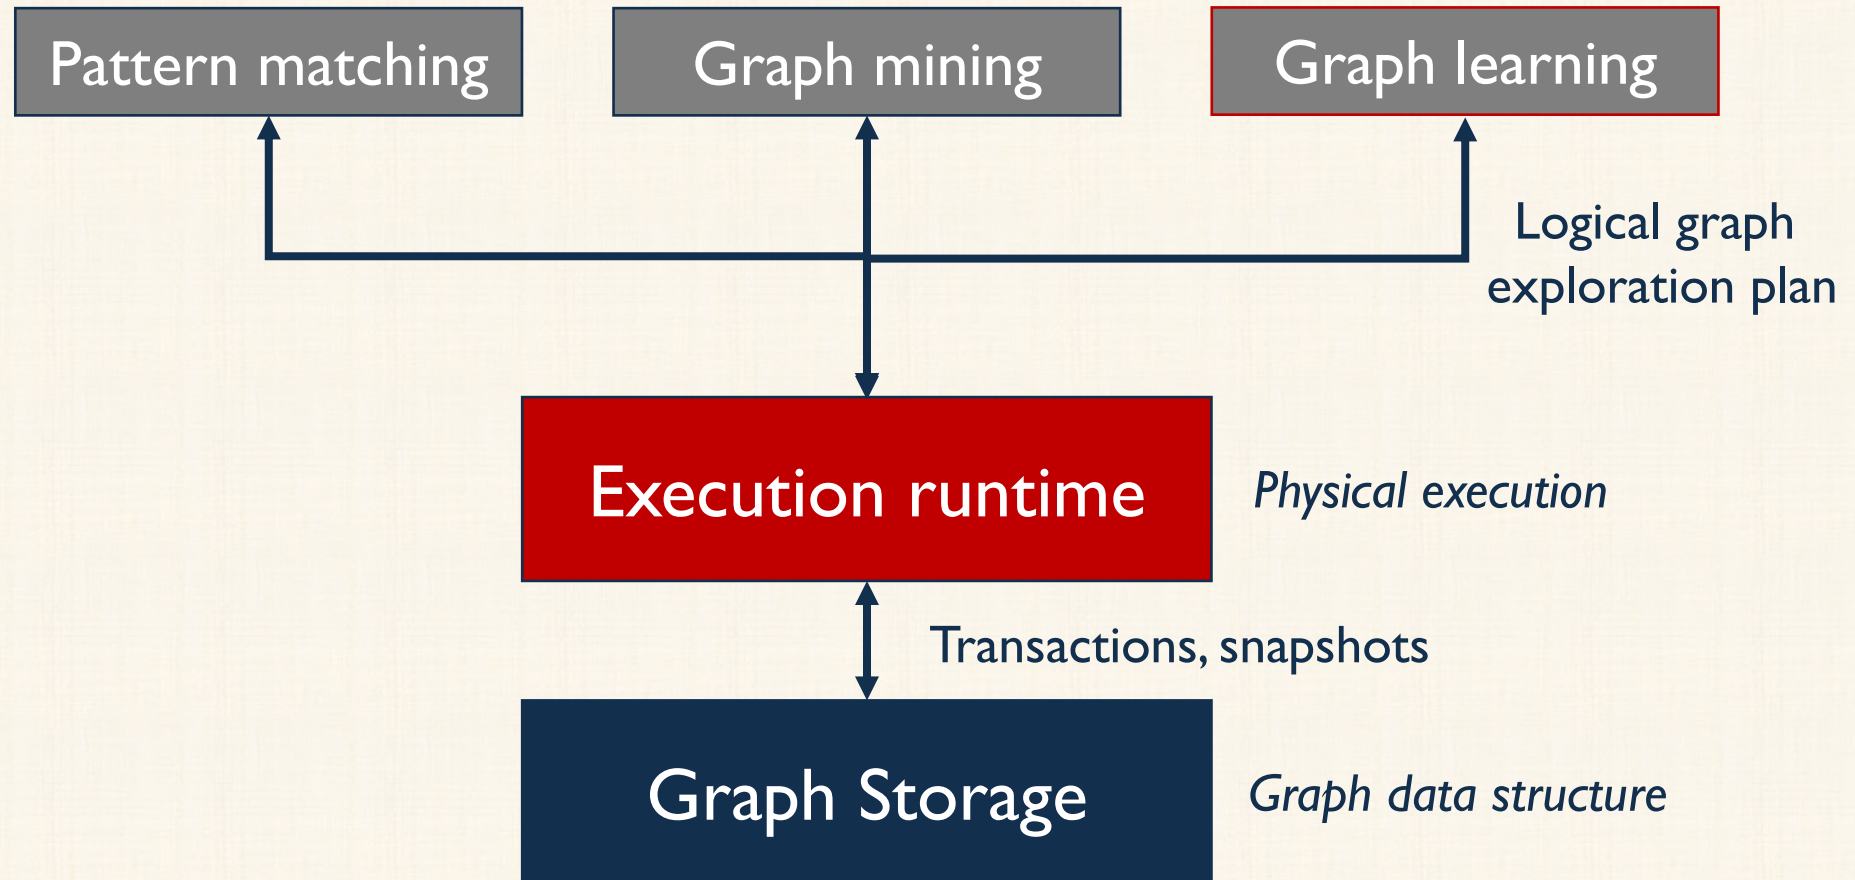 Pattern matching
Graph mining
Graph learning
Logical graph
exploration plan
Execution runtime
Physical execution
Transactions, snapshots
Graph Storage
Graph data structure